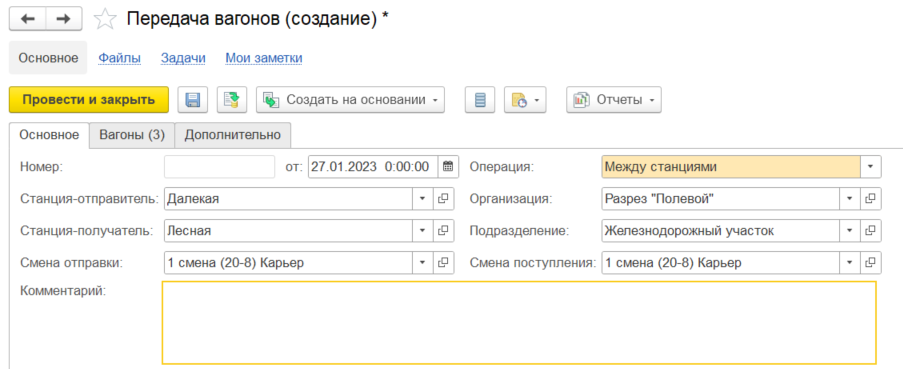 Передача вагонов (создание) *
Основное Файлы Задачи Мои заметки
Провести и закрыть Создать на основании Отчеты
Основное Вагоны (3) Дополнительно
Номер: от: 27.01.2023 0:00:00 Операция: Между станциями
Станция-отправитель: Далекая Организация: Разрез "Полевой"
Станция-получатель: Лесная Подразделение: Железнодорожный участок
Смена отправки: 1 смена (20-8) Карьер Смена поступления: 1 смена (20-8) Карьер
Комментарий: